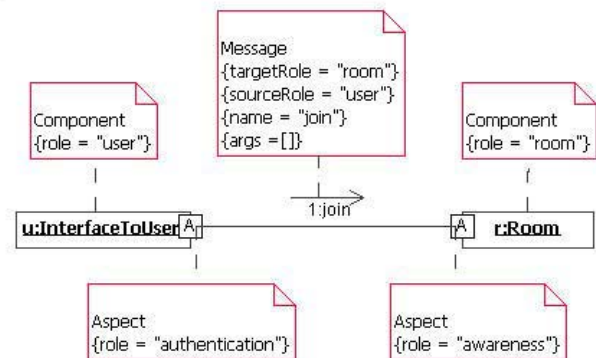 Message
{targetRole = "room"}
{sourceRole = "user"}
{name = "join"}
{args =[]}
Component
{role = "user"}
Component
{role = "room"}
1:join
u:InterfaceToUser
A
A
r:Room
Aspect
{role = "authentication"}
Aspect
{role = "awareness"}